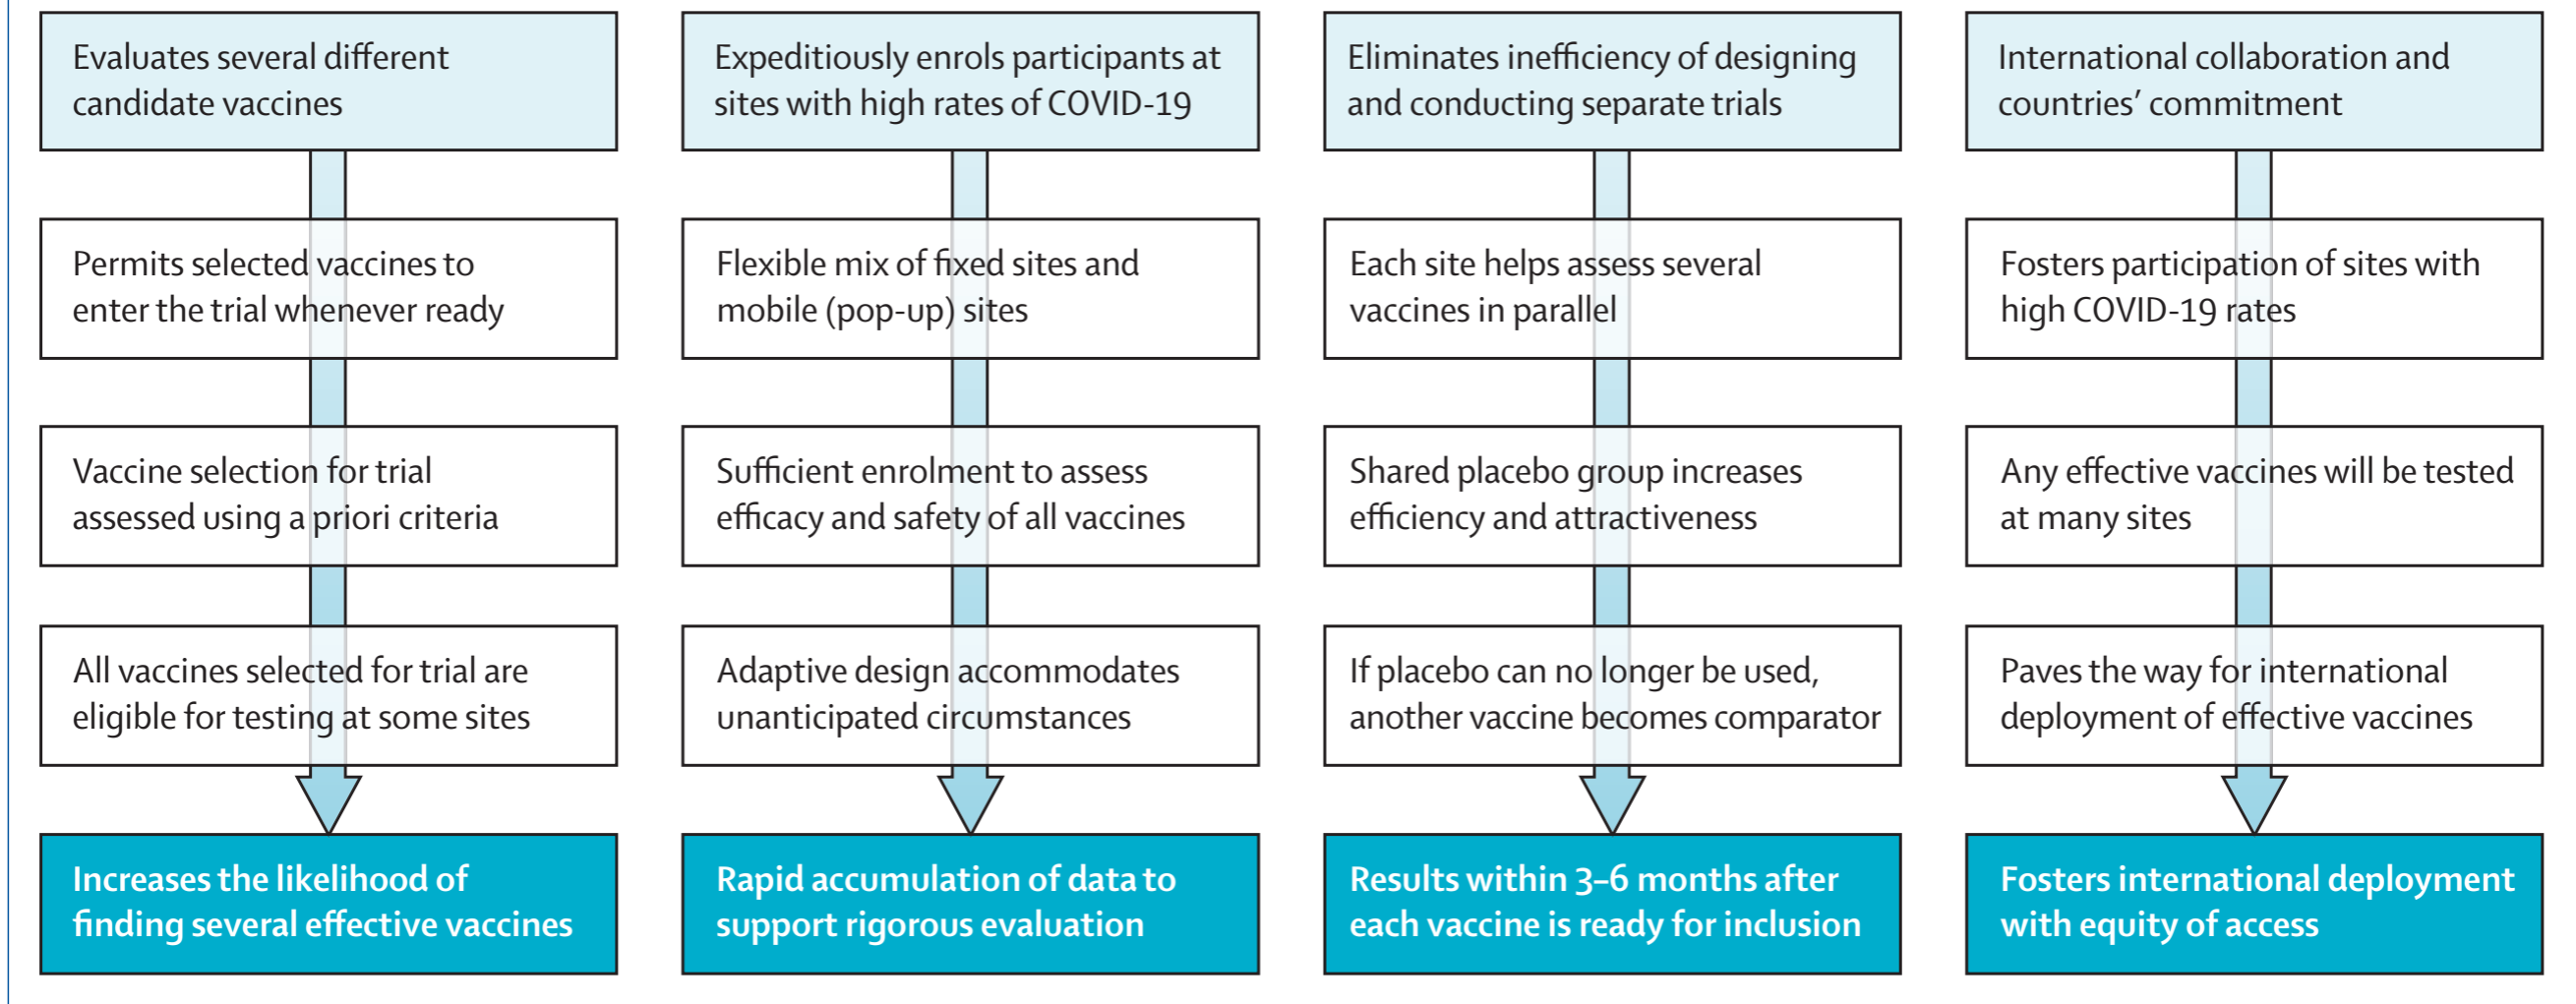 Evaluates several different
candidate vaccines
Permits selected vaccines to
enter the trial whenever ready
Vaccine selection for trial
assessed using a priori criteria
All vaccines selected for trial are
eligible for testing at some sites
Increases the likelihood of
finding several effective vaccines
Expeditiously enrols participants at
sites with high rates of COVID-19
Flexible mix of fixed sites and
mobile (pop-up) sites
Sufficient enrolment to assess
efficacy and safety of all vaccines
Adaptive design accommodates
unanticipated circumstances
Rapid accumulation of data to
support rigorous evaluation
Eliminates inefficiency of designing
and conducting separate trials
Each site helps assess several
vaccines in parallel
Shared placebo group increases
efficiency and attractiveness
If placebo can no longer be used,
another vaccine becomes comparator
Results within 3–6 months after
each vaccine is ready for inclusion
International collaboration and
countries’ commitment
Fosters participation of sites with
high COVID-19 rates
Any effective vaccines will be tested
at many sites
Paves the way for international
deployment of effective vaccines
Fosters international deployment
with equity of access